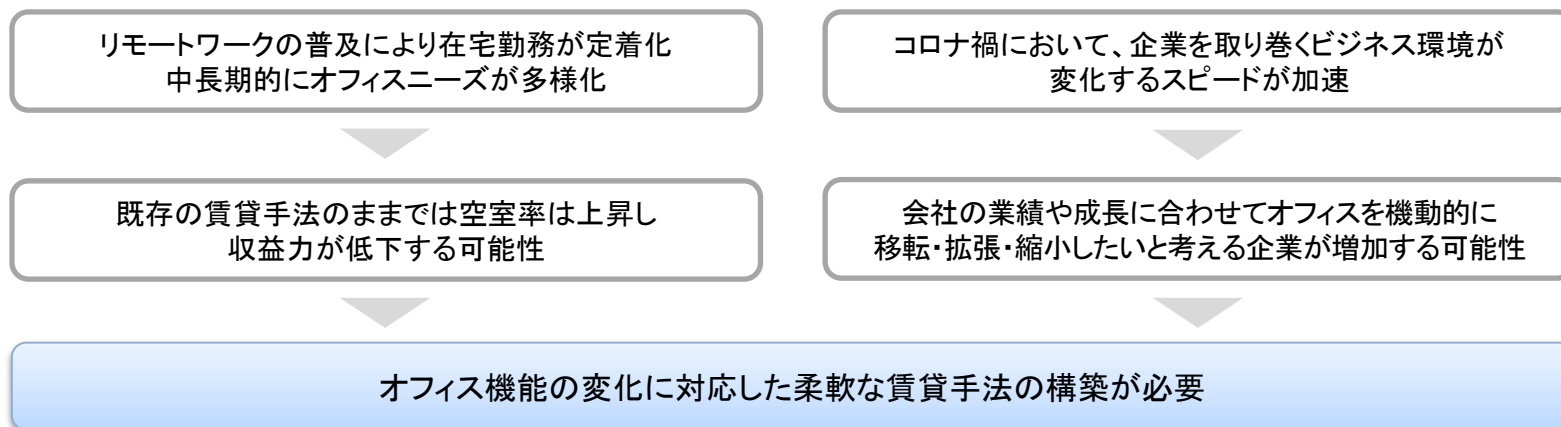 リモートワークの普及により在宅勤務が定着化
中長期的にオフィスニーズが多様化
既存の賃貸手法のままでは空室率は上昇し
収益力が低下する可能性
コロナ禍において、企業を取り巻くビジネス環境が
変化するスピードが加速
会社の業績や成長に合わせてオフィスを機動的に
移転・拡張・縮小したいと考える企業が増加する可能性
オフィス機能の変化に対応した柔軟な賃貸手法の構築が必要